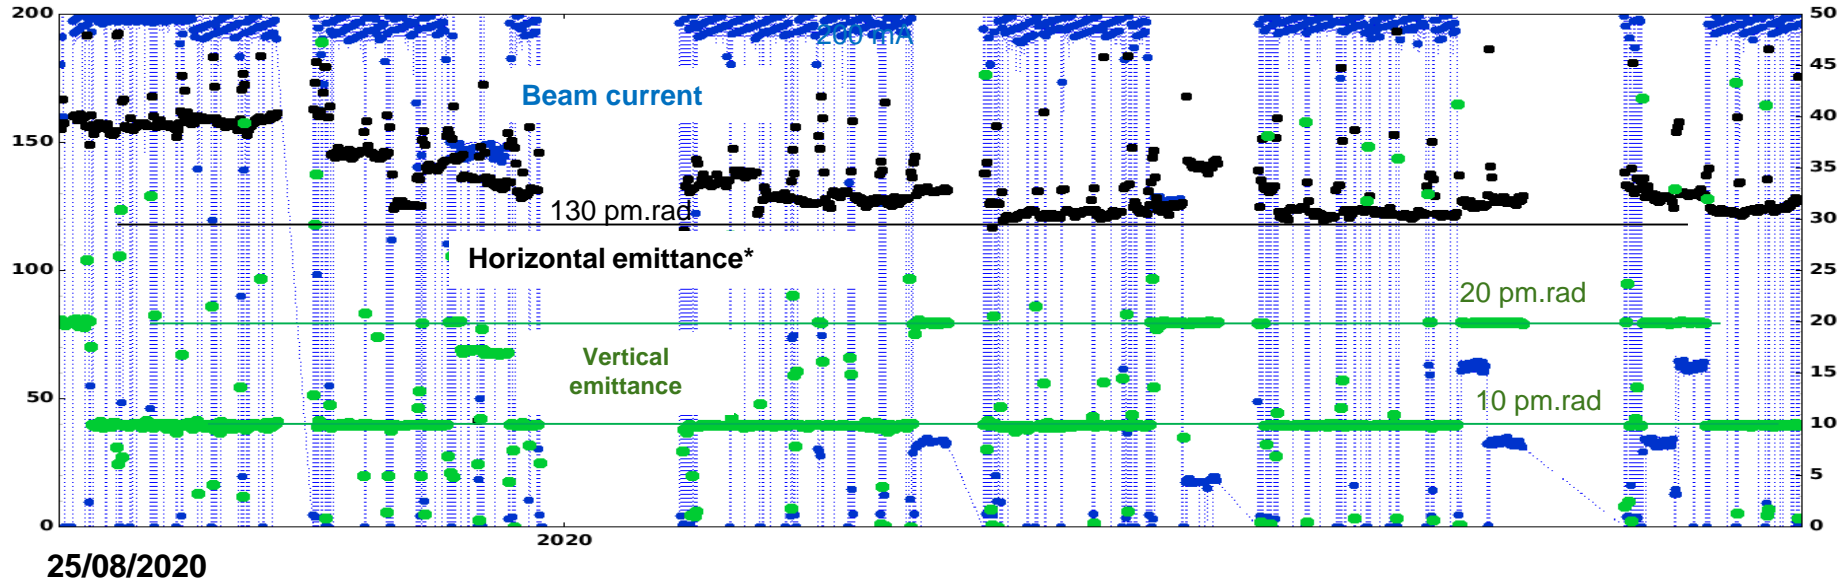 200
150
100
50
0
50
45
40
35
30
25
20
15
10
5
0
200 mA
Beam current
130 pm.rad
Horizontal emittance*
20 pm.rad
Vertical
emittance
10 pm.rad
2020
25/08/2020